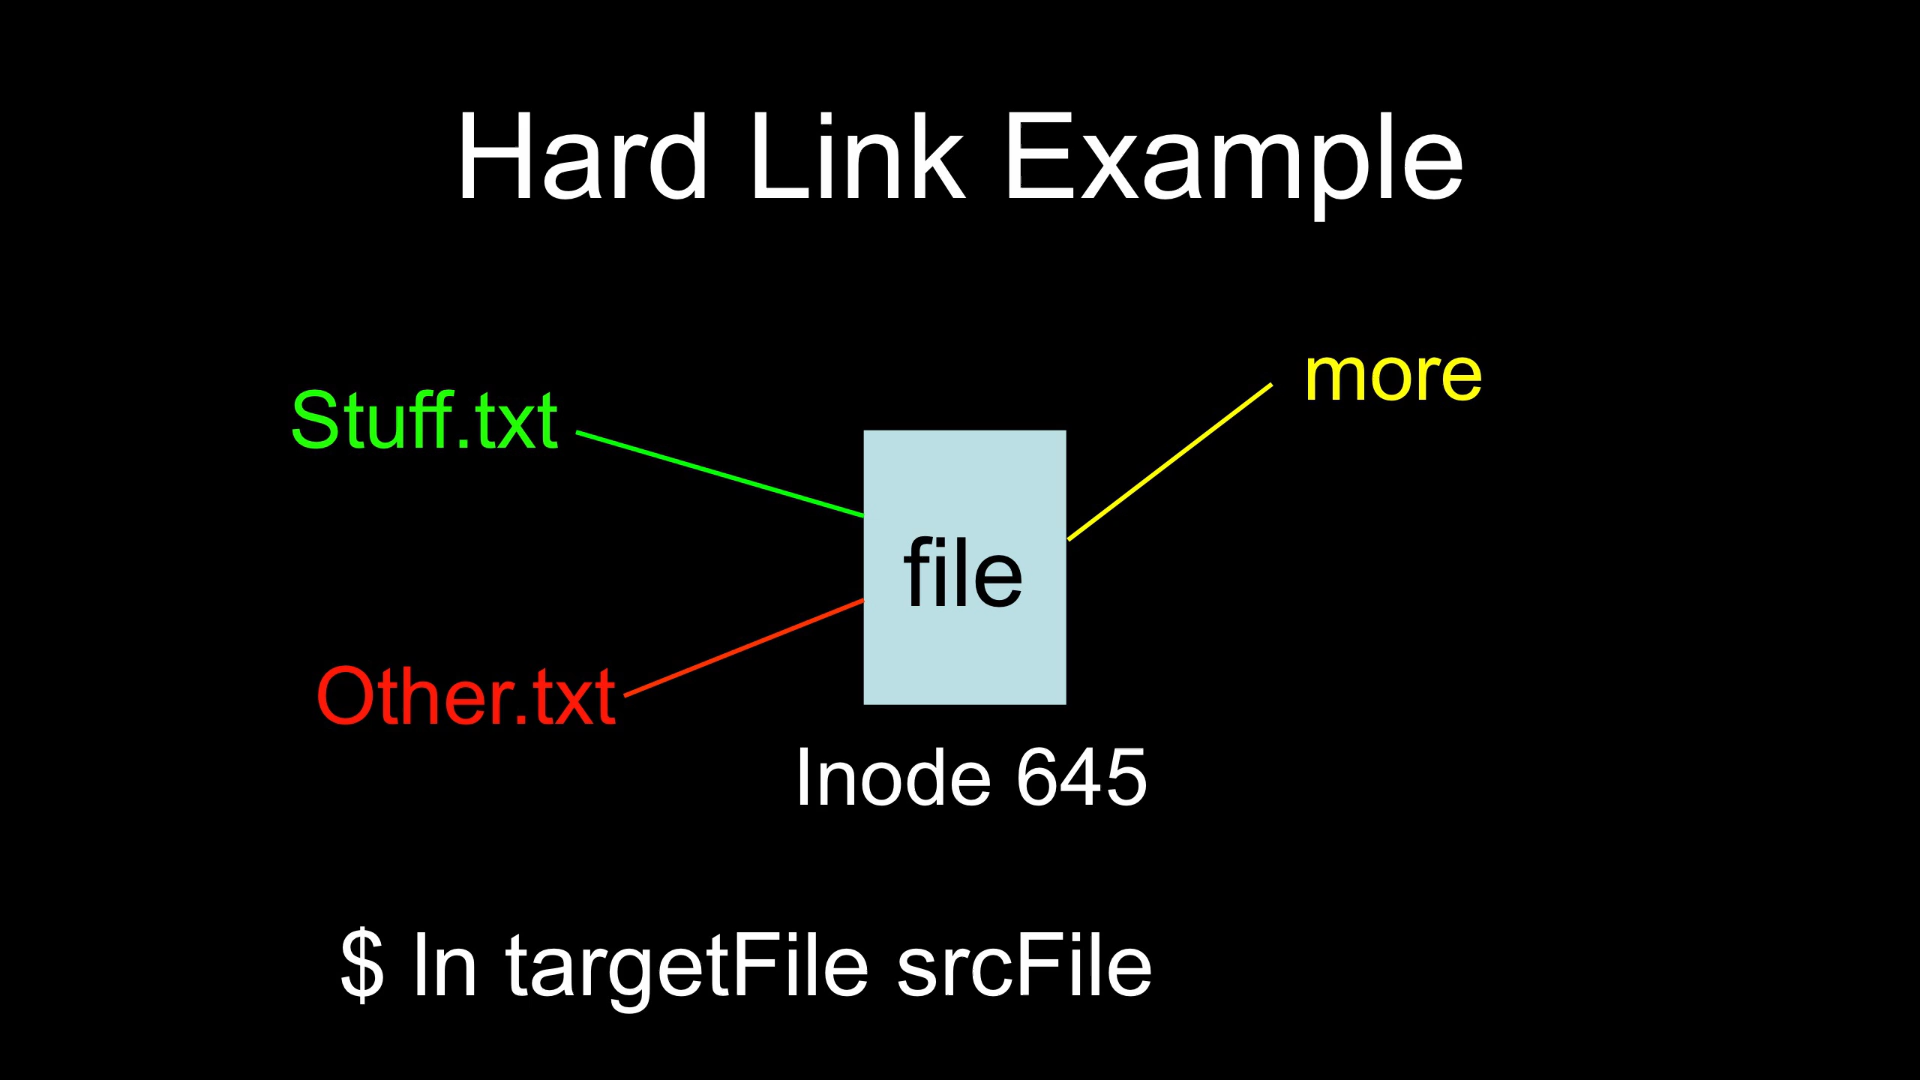 Hard Link Example
Stuff.txt
more
file
Other.txt
Inode 645
$ ln targetFile srcFile